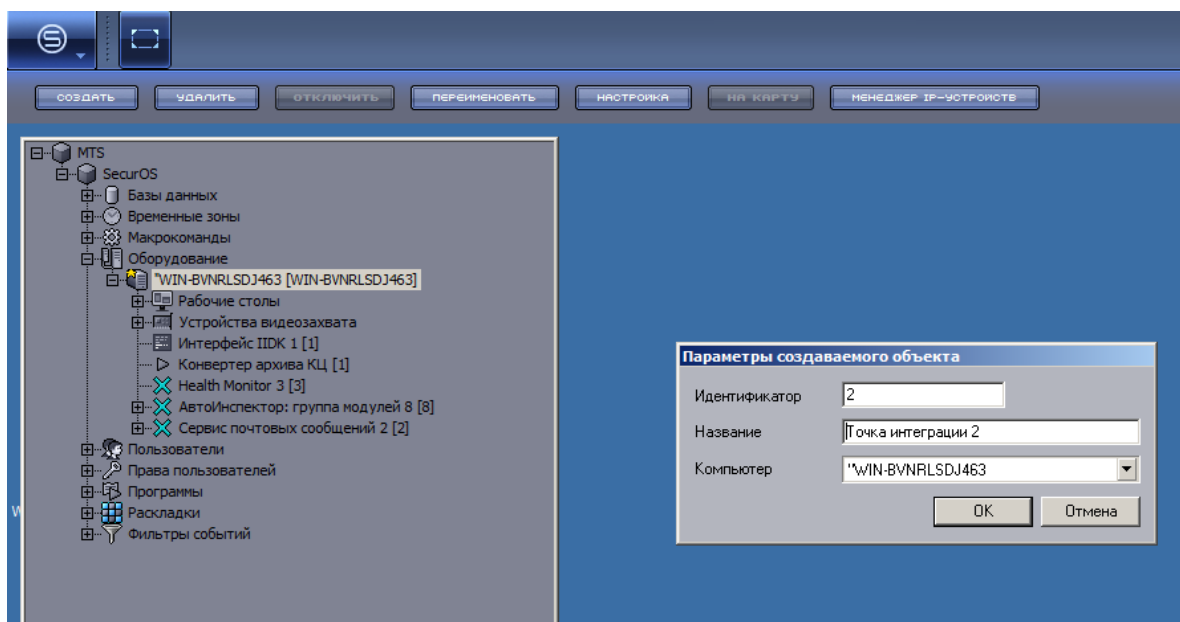 S
СОЗДАТЬ УДАЛИТЬ ОТКЛЮЧИТЬ ПЕРЕИМЕНОВАТЬ НАСТРОЙКА НА КАРТУ МЕНЕДЖЕР IP-УСТРОЙСТВ
MTS
SecurOS
Базы данных
Временные зоны
Макрокоманды
Оборудование
"WIN-BVNRLSDJ463 [WIN-BVNRLSDJ463]
Рабочие столы
Устройства видеозахвата
Интерфейс IIDK 1 [1]
Конвертер архива КЦ [1]
Health Monitor 3 [3]
АвтоИнспектор: группа модулей 8 [8]
Сервис почтовых сообщений 2 [2]
Пользователи
Права пользователей
Программы
Раскладки
Фильтры событий
W
Параметры создаваемого объекта
Идентификатор 2
Название Точка интеграции 2
Компьютер "WIN-BVNRLSDJ463
OK Отмена